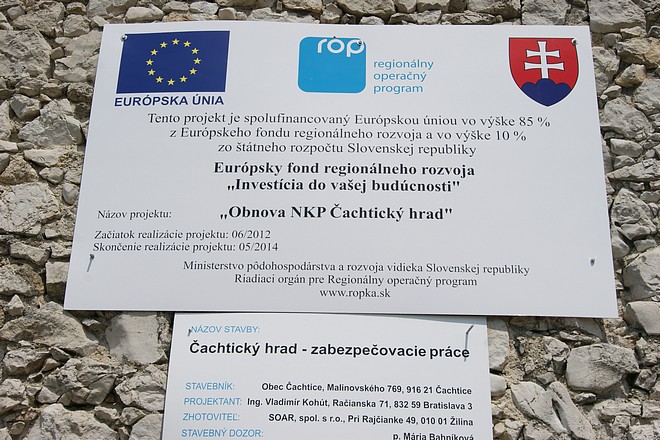 EURÓPSKA ÚNIA
rop
regionálny
operačný
program
Tento projekt je spolufinancovaný Európskou úniou vo výške 85 %
z Európskeho fondu regionálneho rozvoja a vo výške 10 %
zo štátneho rozpočtu Slovenskej republiky
Európsky fond regionálneho rozvoja
„Investícia do vašej budúcnosti"
Názov projektu: „Obnova NKP Čachtický hrad"
Začiatok realizácie projektu: 06/2012
Skončenie realizácie projektu: 05/2014
Ministerstvo pôdohospodárstva a rozvoja vidieka Slovenskej republiky
Riadiaci orgán pre Regionálny operačný program
www.ropka.sk
NÁZOV STAVBY:
Čachtický hrad - zabezpečovacie práce
STAVEBNÍK: Obec Čachtice, Malinovského 769, 916 21 Čachtice
PROJEKTANT: Ing. Vladimír Kohút, Račianska 71, 832 59 Bratislava 3
ZHOTOVITEĽ: SOAR, spol. s r.o., Pri Rajčianke 49, 010 01 Žilina
STAVEBNÝ DOZOR: p. Mária Bahníková